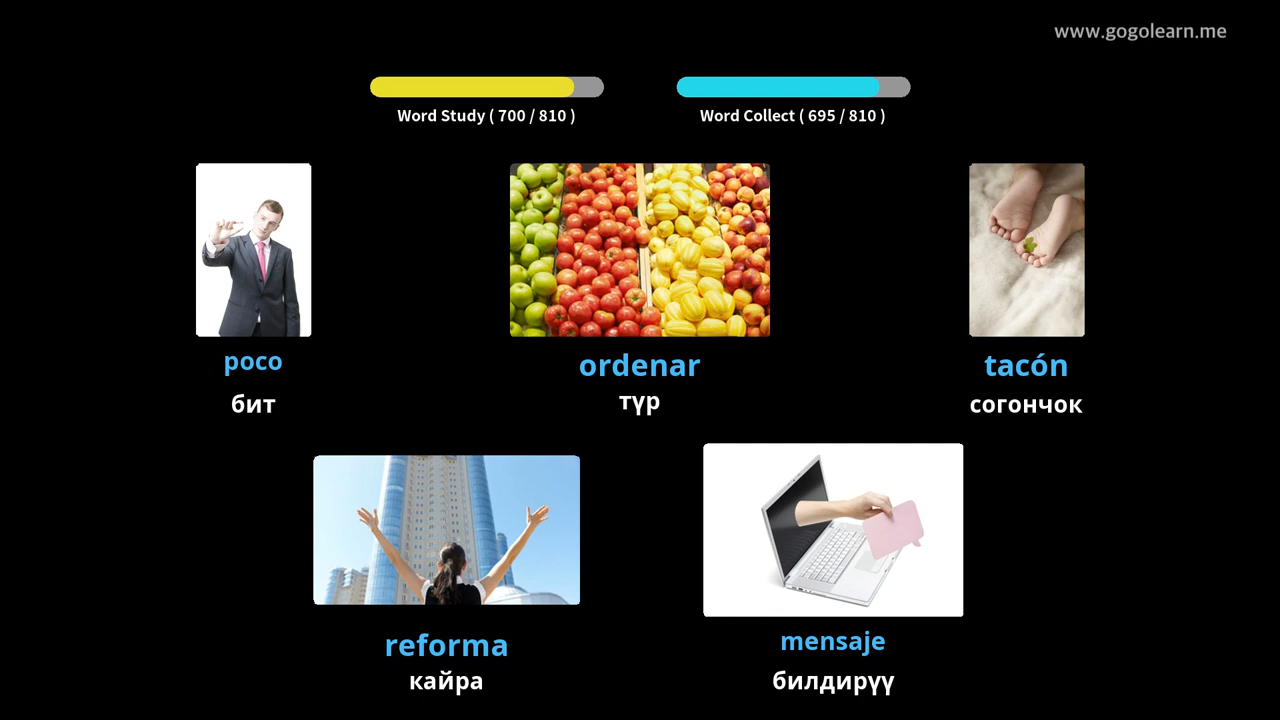 www.gogolearn.me
Word Study ( 700 / 810 )
Word Collect ( 695 / 810 )
poco
бит
ordenar
түр
tacón
согончок
reforma
кайра
mensaje
билдирүү